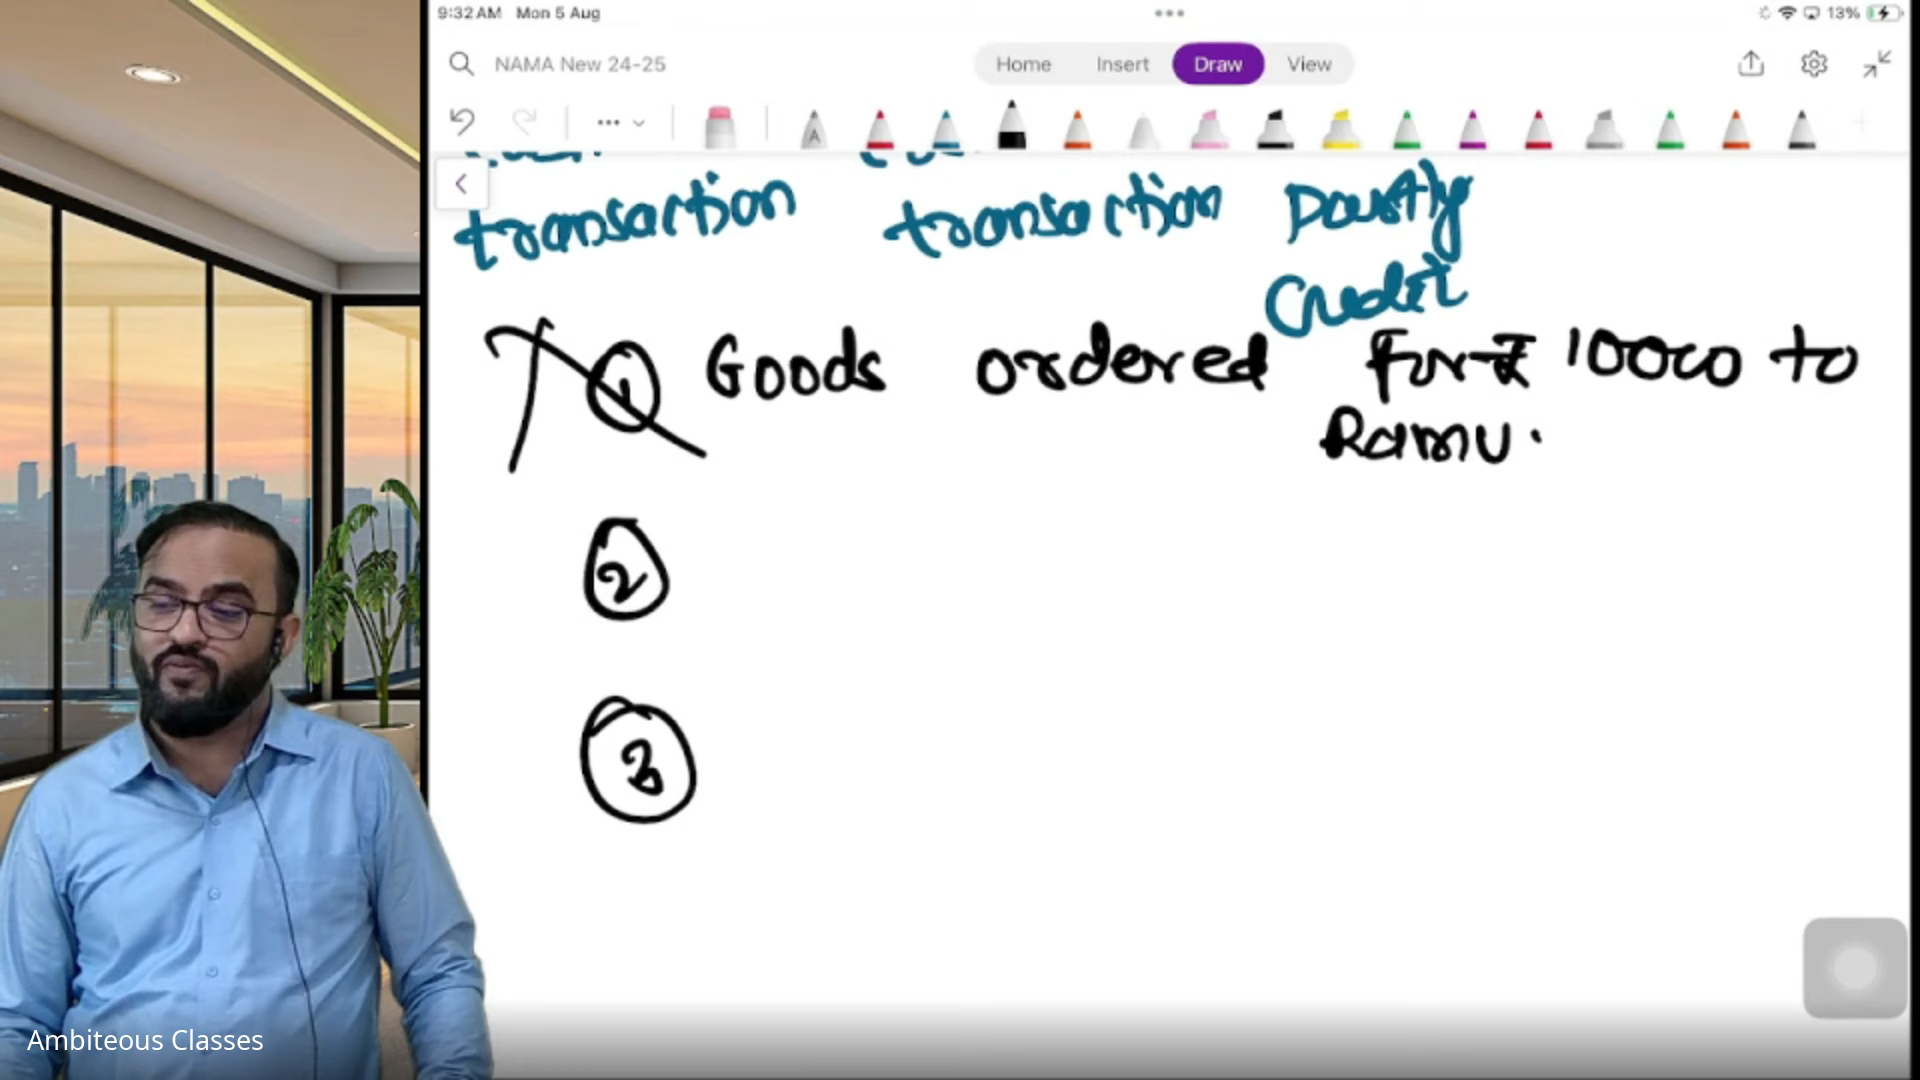 9:32 AM Mon 5 Aug
13%
NAMA New 24-25
Home Insert Draw View
A
transaction transaction Partly
Credit
① Goods ordered for ₹ 10000 to
Ramu.
②
③
Ambiteous Classes